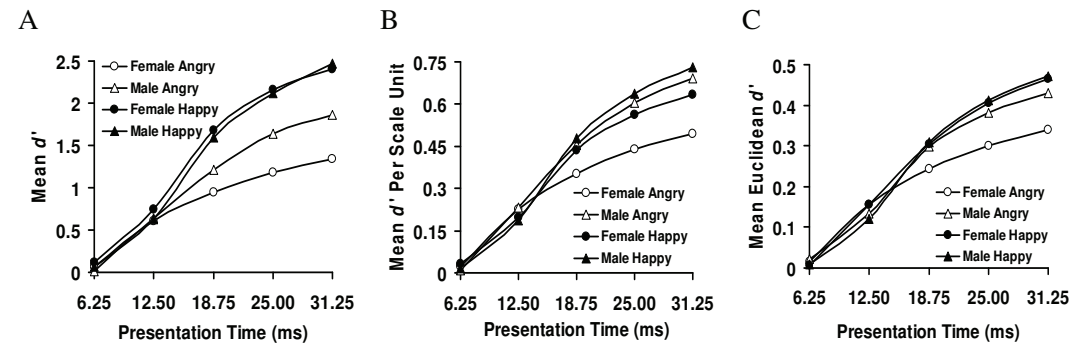 A
Mean d'
2.5
2
1.5
1
0.5
0
Female Angry
Male Angry
Female Happy
Male Happy
6.25 12.50 18.75 25.00 31.25
Presentation Time (ms)
B
Mean d' Per Scale Unit
0.75
0.6
0.45
0.3
0.15
0
Female Angry
Male Angry
Female Happy
Male Happy
6.25 12.50 18.75 25.00 31.25
Presentation Time (ms)
C
Mean Euclidean d'
0.5
0.4
0.3
0.2
0.1
0
Female Angry
Male Angry
Female Happy
Male Happy
6.25 12.50 18.75 25.00 31.25
Presentation Time (ms)